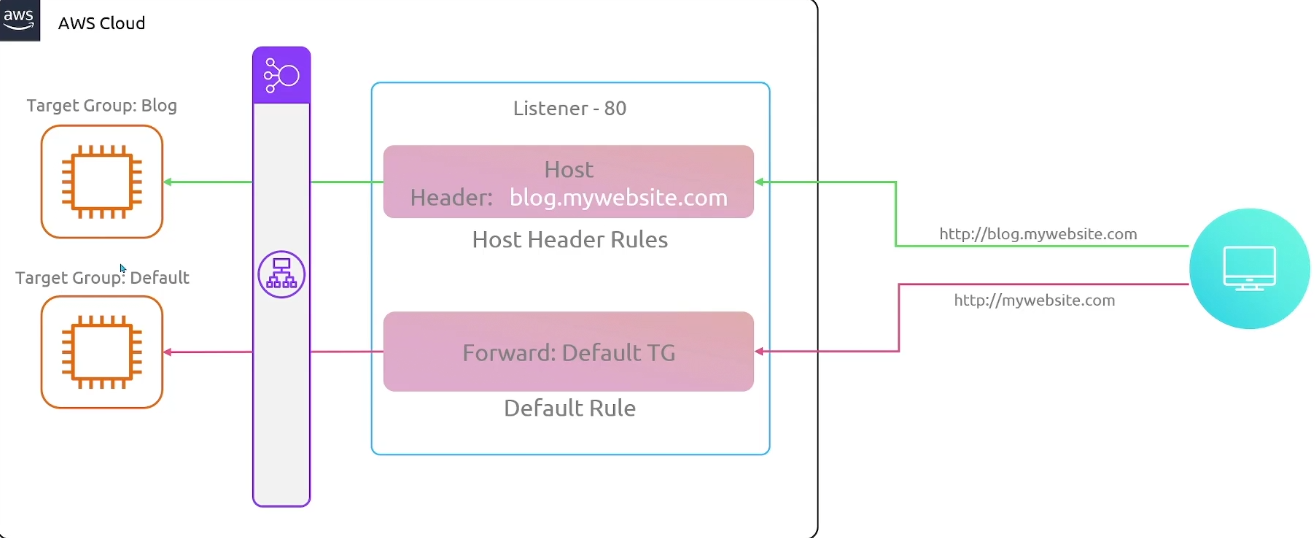 aws
AWS Cloud
Target Group: Blog
Listener - 80
Host
Header: blog.mywebsite.com
Host Header Rules
http://blog.mywebsite.com
Target Group: Default
http://mywebsite.com
Forward: Default TG
Default Rule